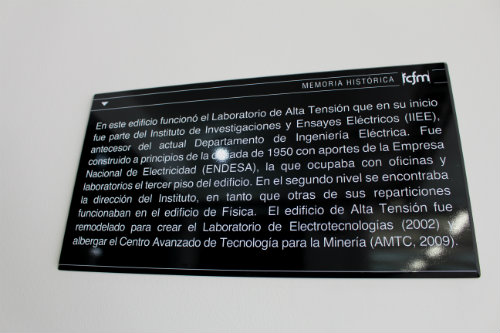 MEMORIA HISTÓRICA fcfm
En este edificio funcionó el Laboratorio de Alta Tensión que en su inicio
fue parte del Instituto de Investigaciones y Ensayes Eléctricos (IIEE),
antecesor del actual Departamento de Ingeniería Eléctrica. Fue
construido a principios de la década de 1950 con aportes de la Empresa
Nacional de Electricidad (ENDESA), la que ocupaba con oficinas y
laboratorios el tercer piso del edificio. En el segundo nivel se encontraba
la dirección del Instituto, en tanto que otras de sus reparticiones
funcionaban en el edificio de Física. El edificio de Alta Tensión fue
remodelado para crear el Laboratorio de Electrotecnologías (2002) y
albergar el Centro Avanzado de Tecnología para la Minería (AMTC, 2009).